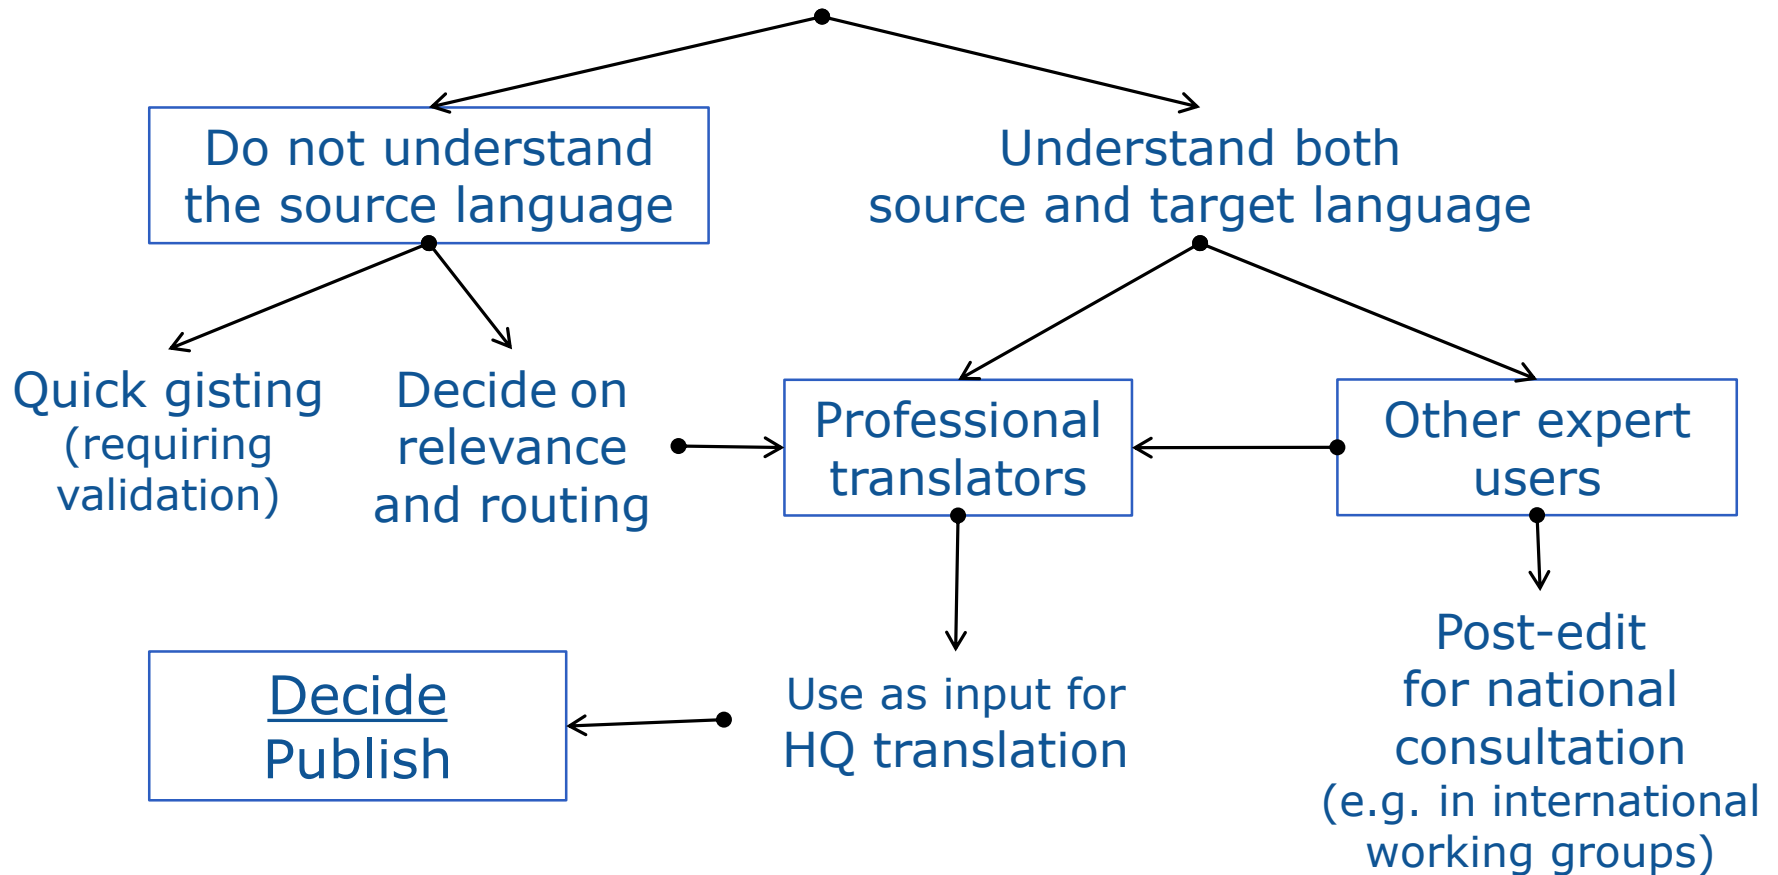 Do not understand
the source language
Understand both
source and target language
Quick gisting
(requiring
validation)
Decide on
relevance
and routing
Professional
translators
Other expert
users
Decide
Publish
Use as input for
HQ translation
Post-edit
for national
consultation
(e.g. in international
working groups)